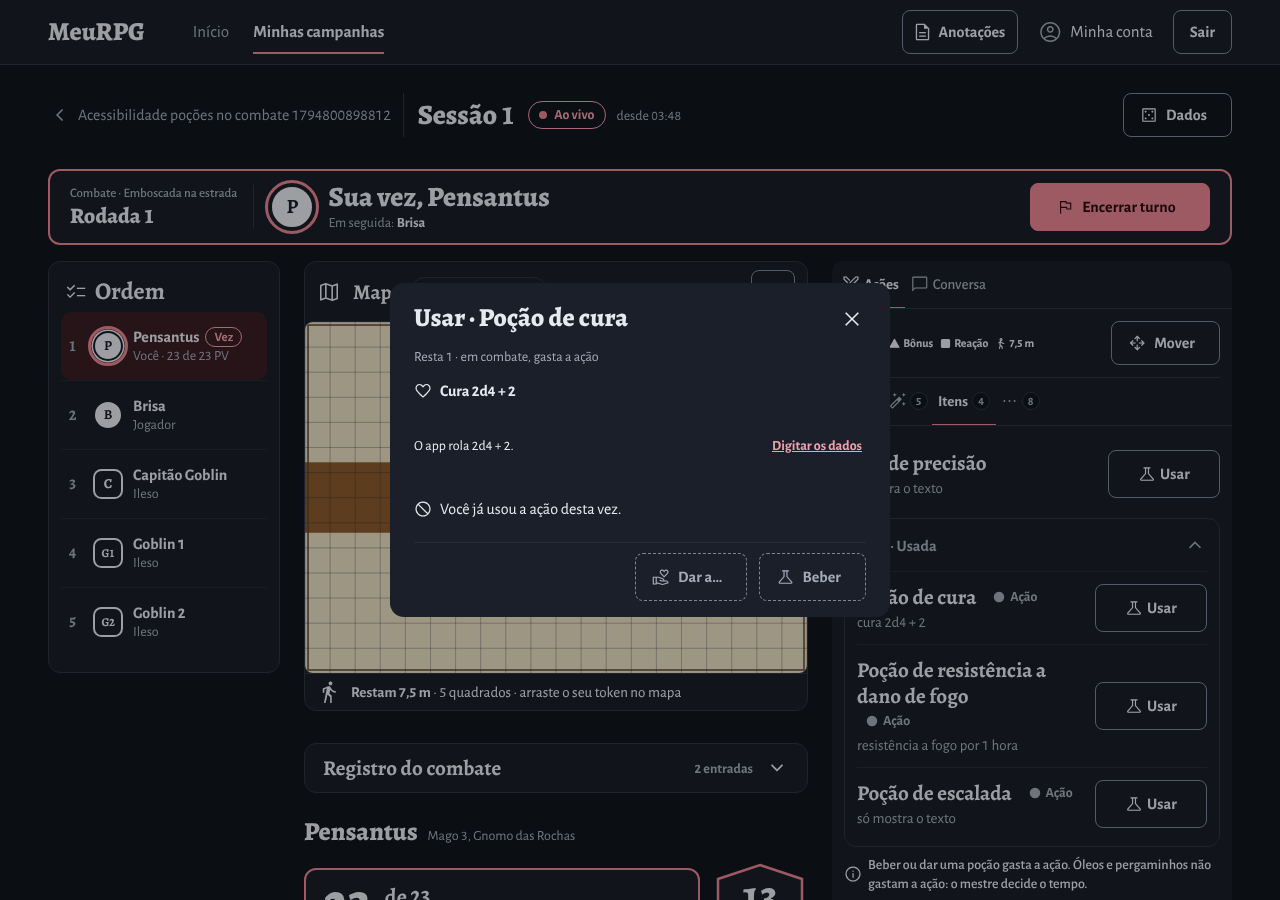 MeuRPG
Início
Minhas campanhas
Anotações
Minha conta
Sair
Acessibilidade poções no combate 1794800898812
Sessão 1
Ao vivo
desde 03:48
Dados
Combate · Emboscada na estrada
Rodada 1
P
Sua vez, Pensantus
Em seguida: Brisa
Encerrar turno
Ordem
1
P
Pensantus
Vez
Você · 23 de 23 PV
2
B
Brisa
Jogador
3
C
Capitão Goblin
Ileso
4
G1
Goblin 1
Ileso
5
G2
Goblin 2
Ileso
Usar · Poção de cura
Resta 1 · em combate, gasta a ação
Cura 2d4 + 2
O app rola 2d4 + 2.
Digitar os dados
Você já usou a ação desta vez.
Dar a...
Beber
Restam 7,5 m · 5 quadrados · arraste o seu token no mapa
Registro do combate
2 entradas
Pensantus
Mago 3, Gnomo das Rochas
de 23
13
Conversa
Bônus
Reação
7,5 m
Mover
5
Itens
4
8
de precisão
o texto
Usar
· Usada
de cura
Ação
cura 2d4 + 2
Usar
Poção de resistência a
dano de fogo
Ação
resistência a fogo por 1 hora
Usar
Poção de escalada
Ação
só mostra o texto
Usar
Beber ou dar uma poção gasta a ação. Óleos e pergaminhos não
gastam a ação: o mestre decide o tempo.